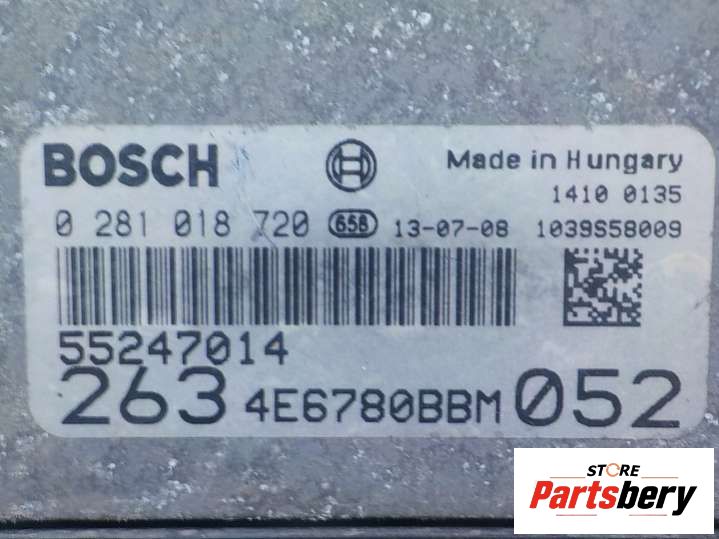 BOSCH Made in Hungary
1410 0135
0 281 018 720 658 13-07-08 1039S58009
55247014
263 4E6780BBM 052
STORE
Partsbery